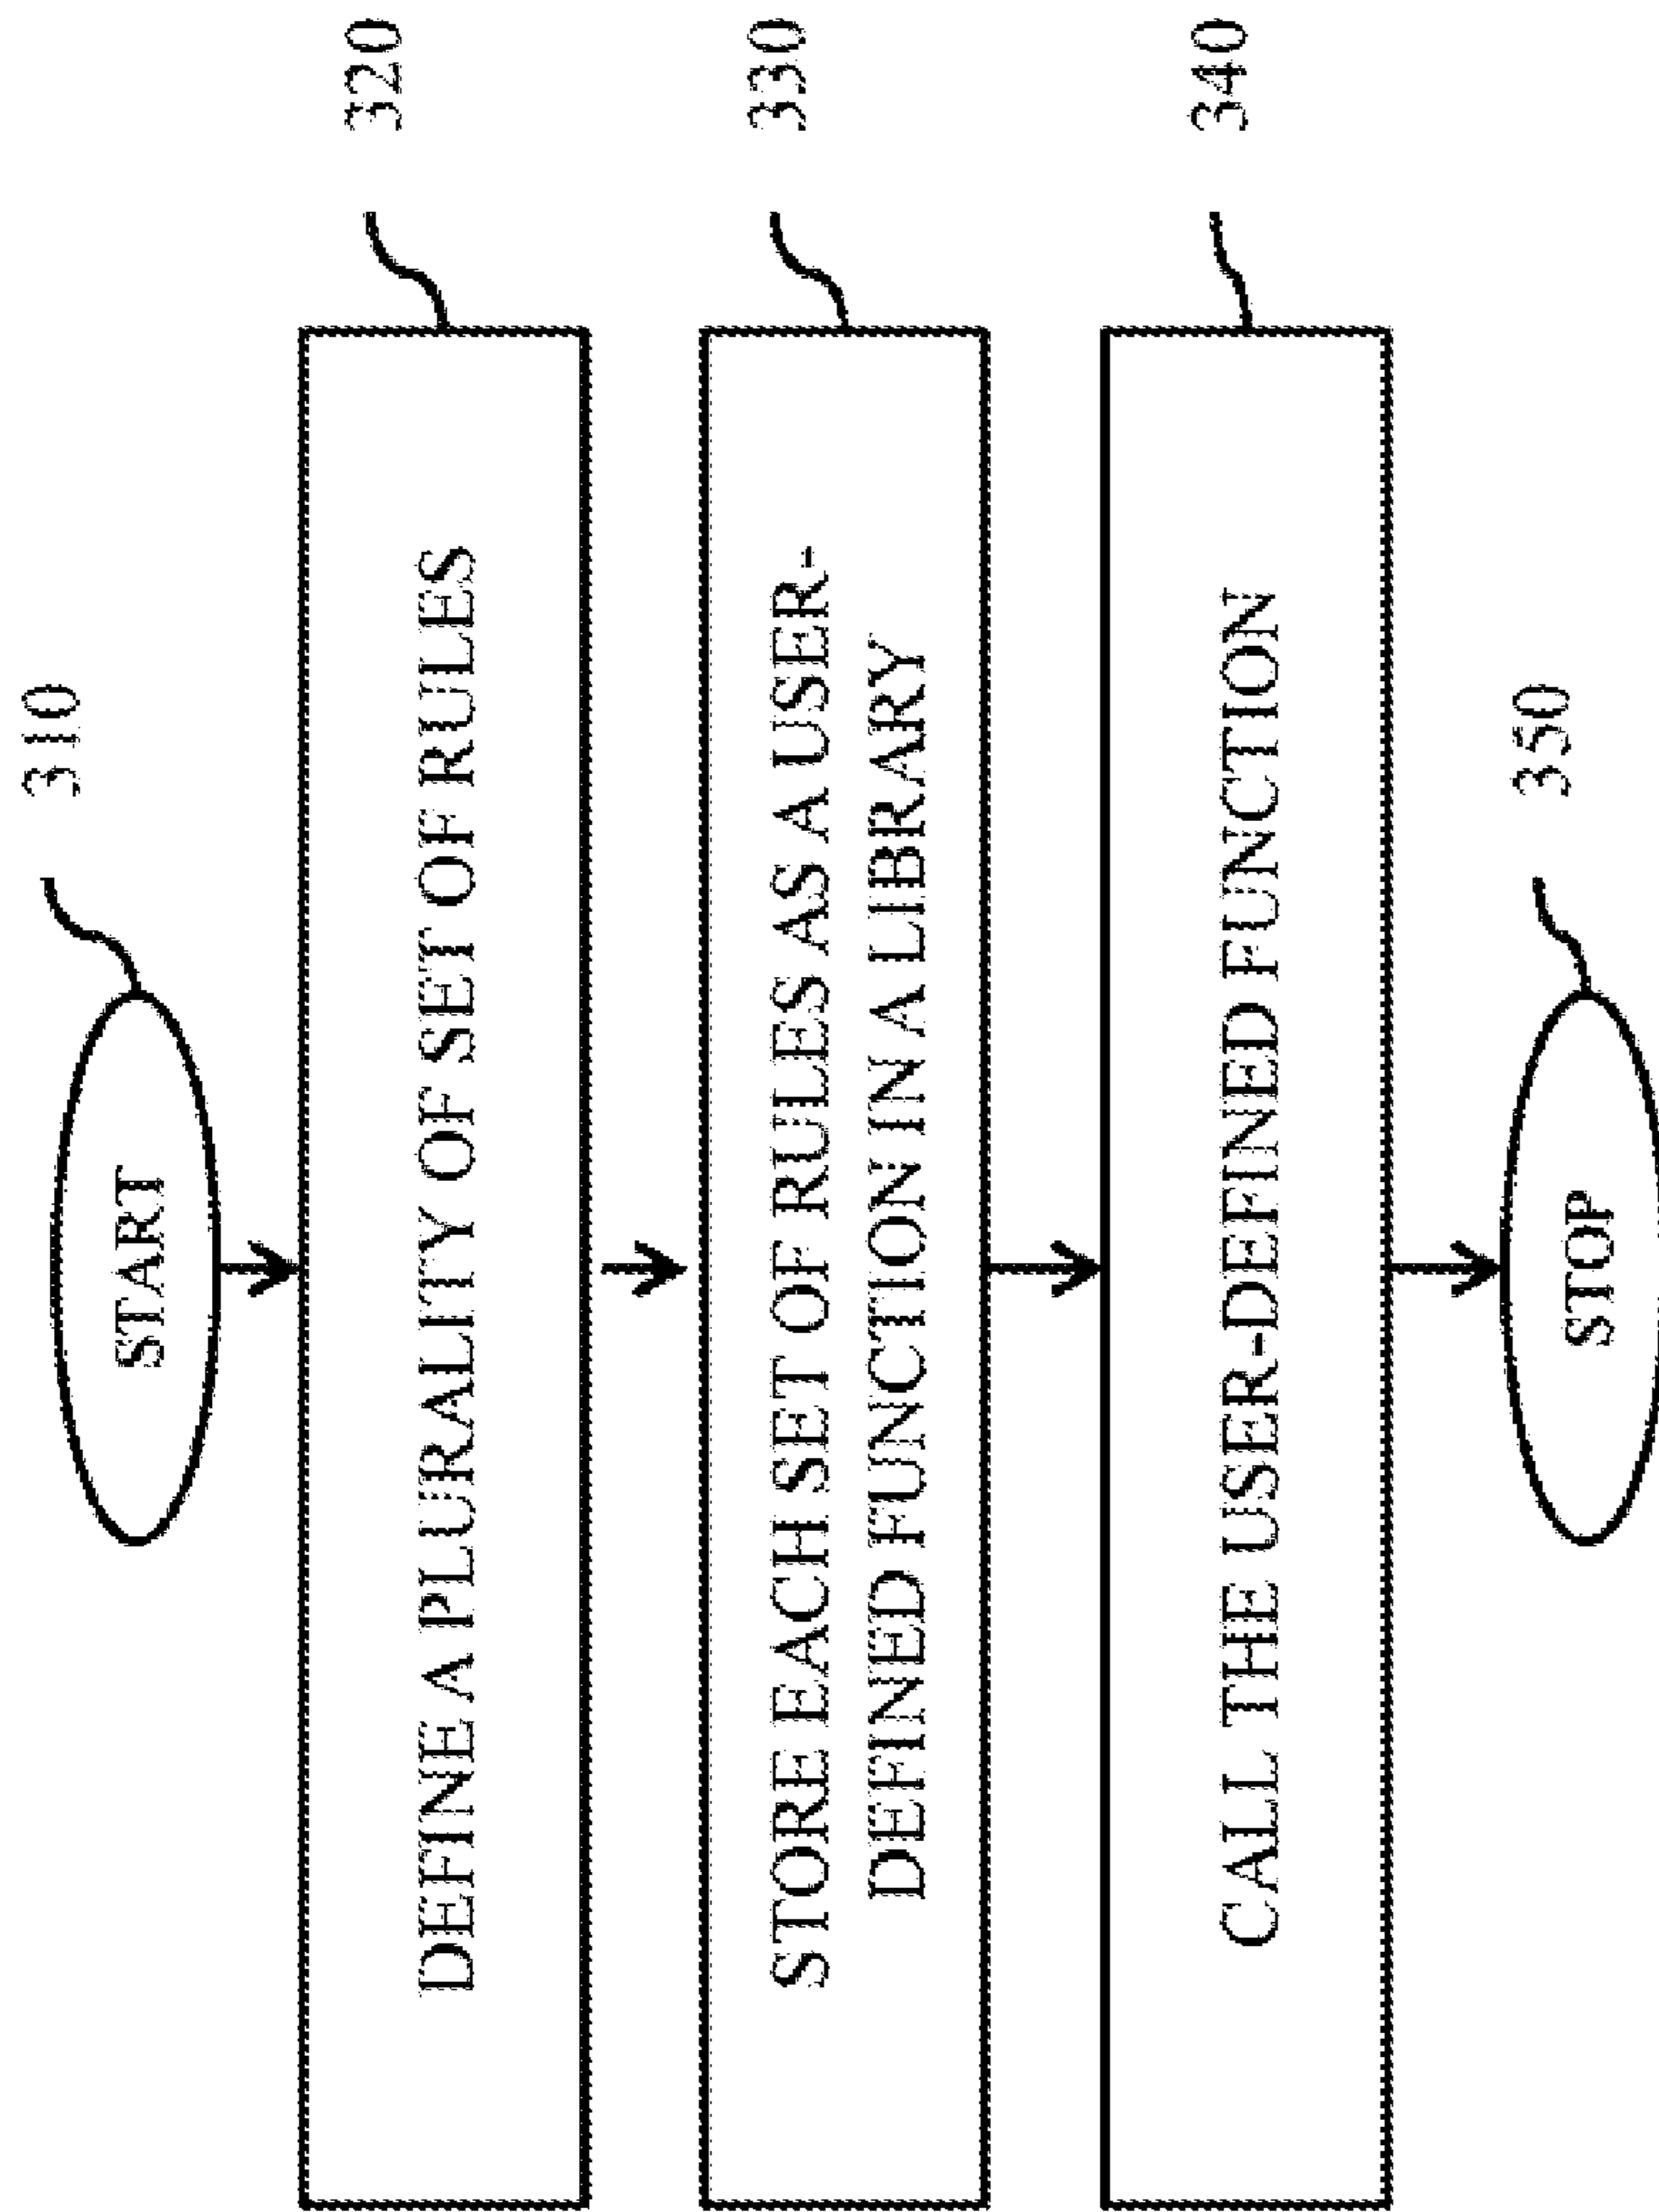 START
310
DEFINE A PLURALITY OF SET OF RULES
320
STORE EACH SET OF RULES AS A USER-
DEFINED FUNCTION IN A LIBRARY
330
CALL THE USER-DEFINED FUNCTION
340
STOP
350